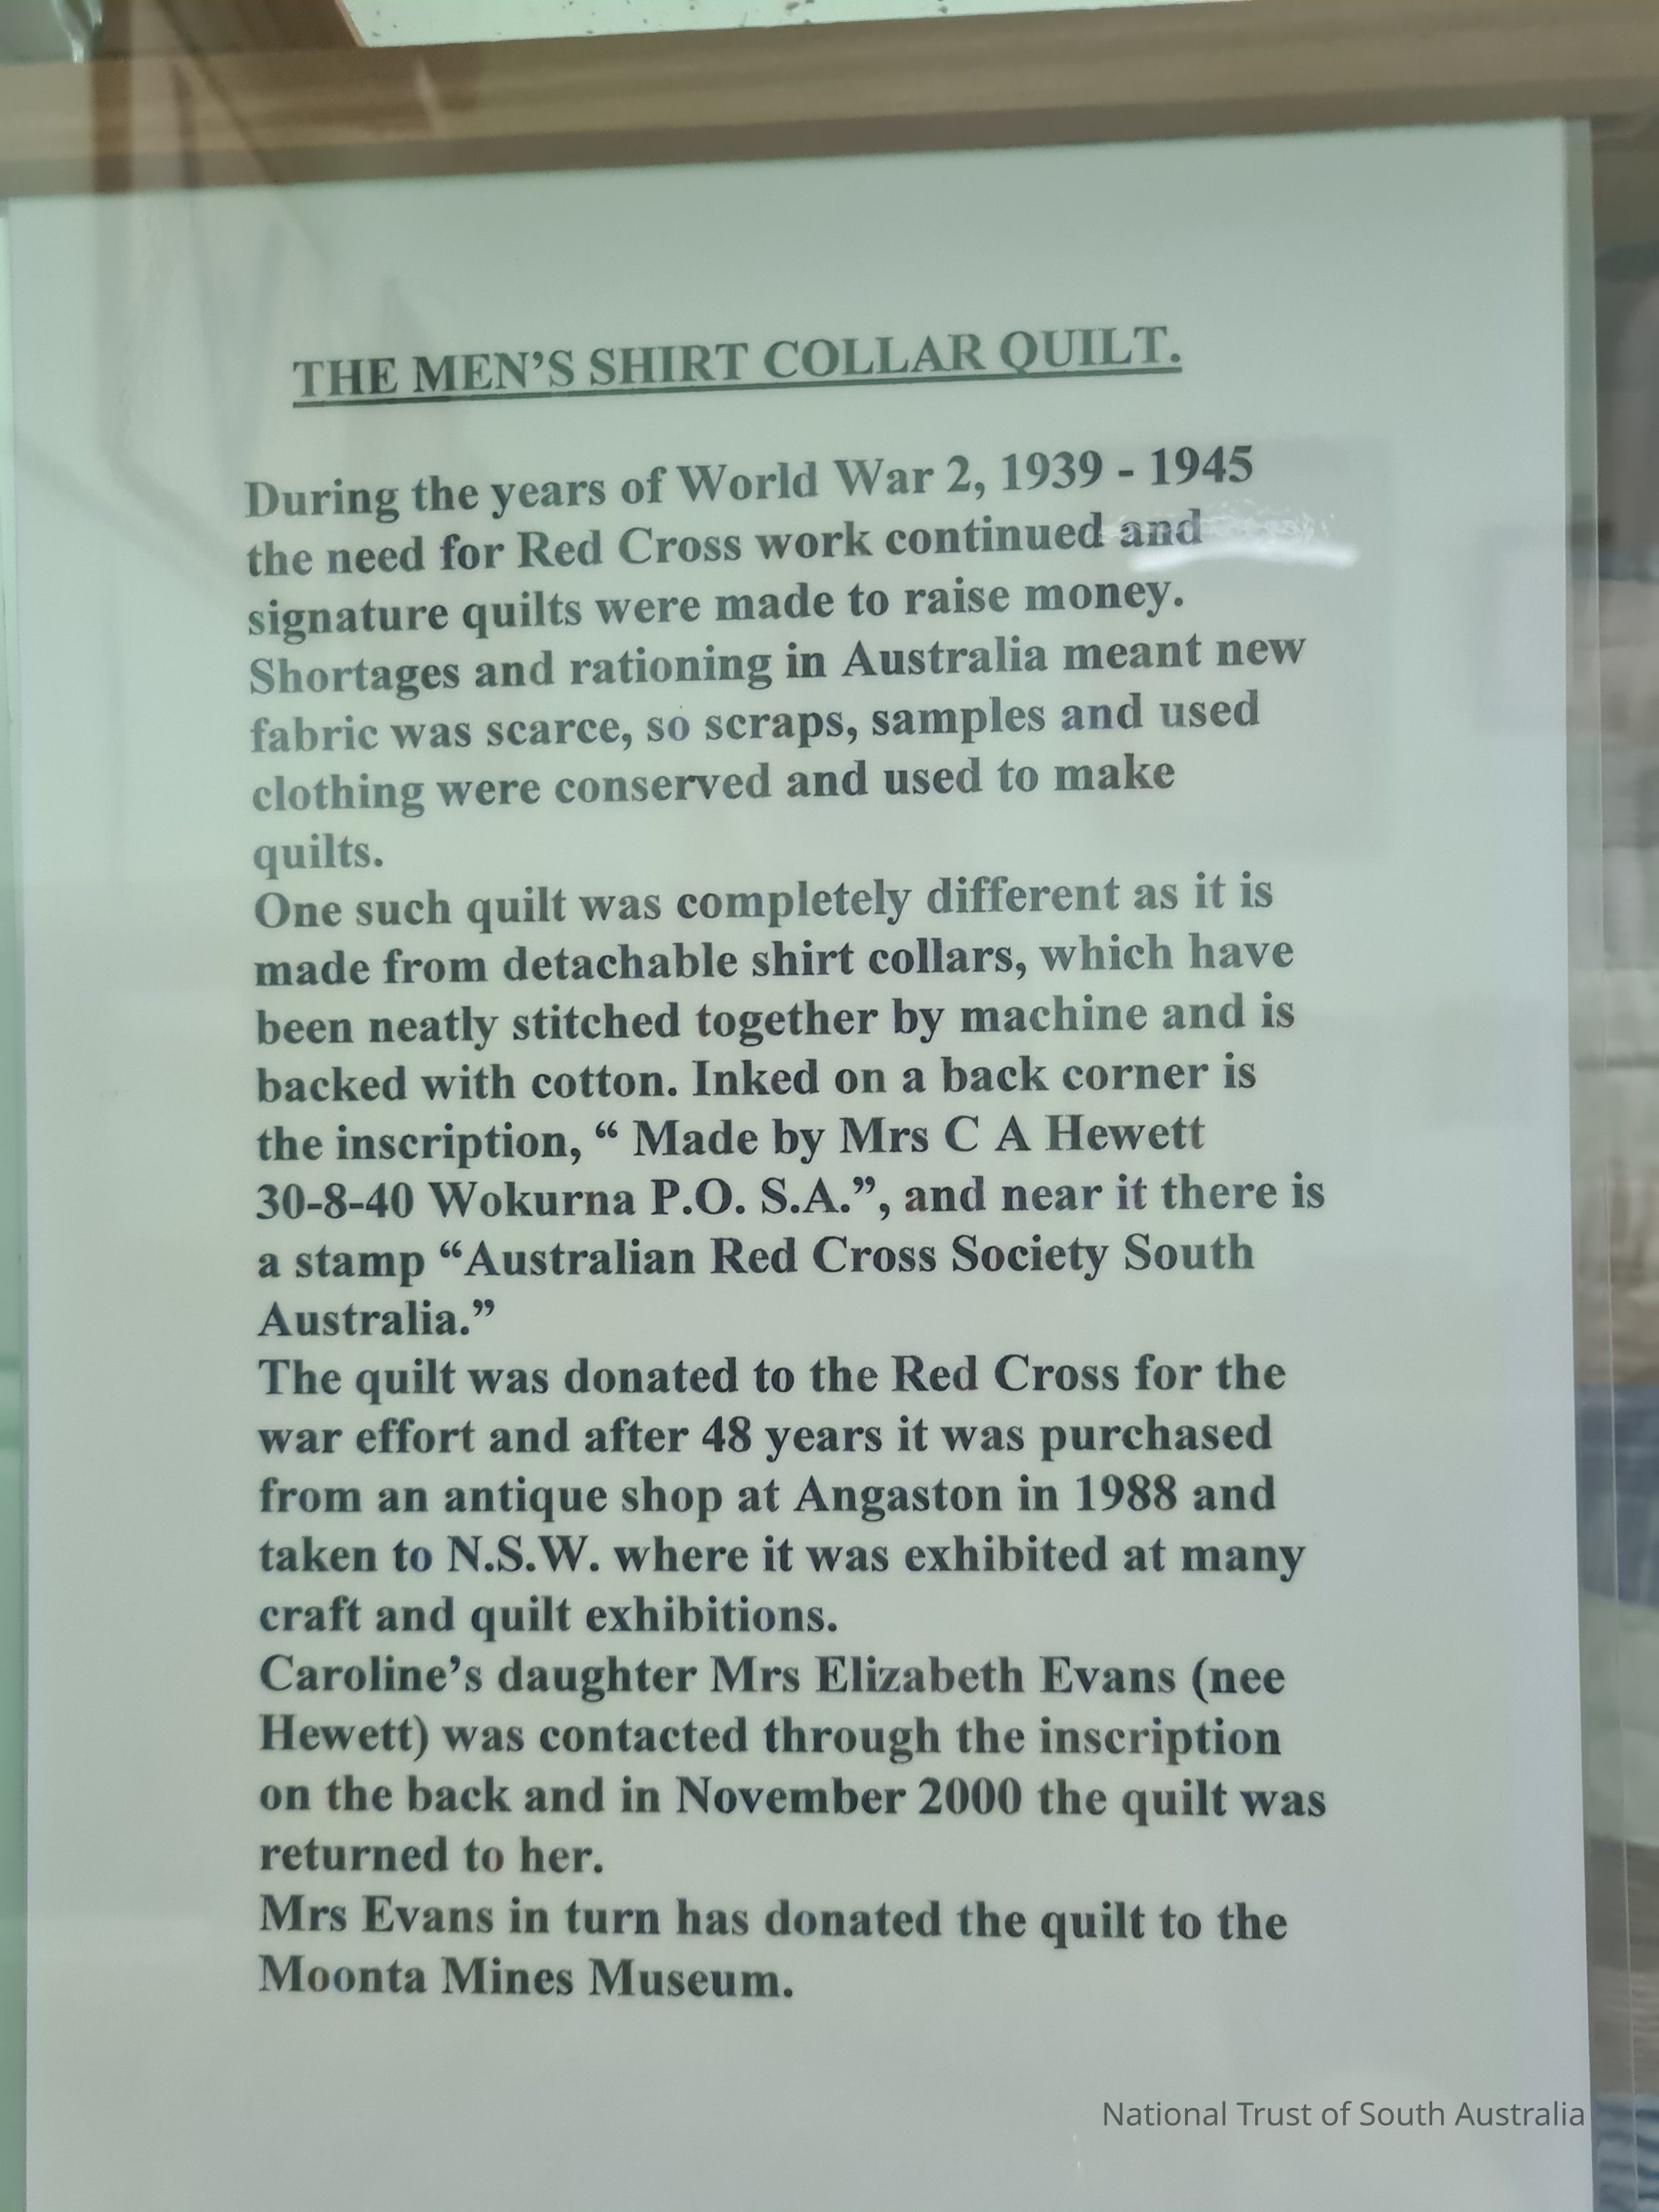 THE MEN'S SHIRT COLLAR QUILT.
During the years of World War 2, 1939 - 1945
the need for Red Cross work continued and
signature quilts were made to raise money.
Shortages and rationing in Australia meant new
fabric was scarce, so scraps, samples and used
clothing were conserved and used to make
quilts.
One such quilt was completely different as it is
made from detachable shirt collars, which have
been neatly stitched together by machine and is
backed with cotton. Inked on a back corner is
the inscription, “ Made by Mrs C A Hewett
30-8-40 Wokurna P.O. S.A.”, and near it there is
a stamp “Australian Red Cross Society South
Australia.”
The quilt was donated to the Red Cross for the
war effort and after 48 years it was purchased
from an antique shop at Angaston in 1988 and
taken to N.S.W. where it was exhibited at many
craft and quilt exhibitions.
Caroline’s daughter Mrs Elizabeth Evans (nee
Hewett) was contacted through the inscription
on the back and in November 2000 the quilt was
returned to her.
Mrs Evans in turn has donated the quilt to the
Moonta Mines Museum.
National Trust of South Australia